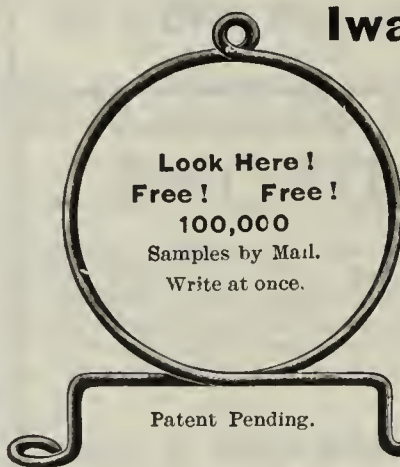 Iwa
Look Here!
Free! Free!
100,000
Samples by Mail.
Write at once.
Patent Pending.